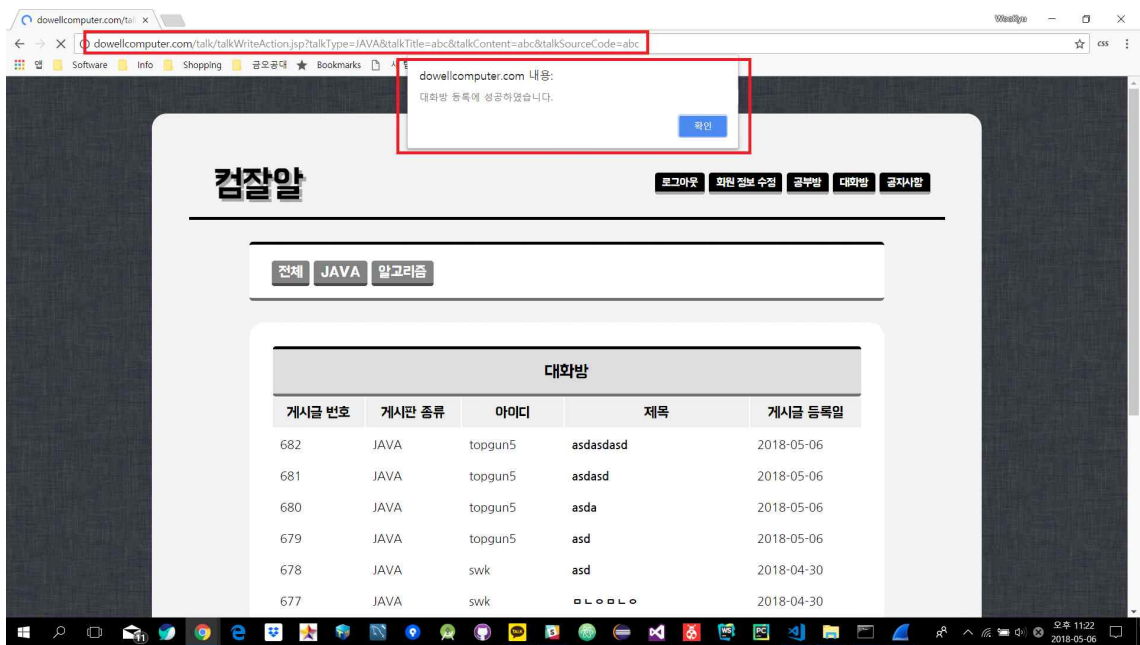 dowellcomputer.com/tal
WooKyu
dowellcomputer.com/talk/talkWriteAction.jsp?talkType=JAVA&talkTitle=abc&talkContent=abc&talkSourceCode=abc
css
앱 Software Info Shopping 금오공대 Bookmarks
dowellcomputer.com 내용:
대화방 등록에 성공하였습니다.
확인
컴잘알
로그아웃 회원 정보 수정 공부방 대화방 공지사항
전체 JAVA 알고리즘
대화방
게시글 번호 게시판 종류 아이디 제목 게시글 등록일
682 JAVA topgun5 asdasdasd 2018-05-06
681 JAVA topgun5 asdasd 2018-05-06
680 JAVA topgun5 asda 2018-05-06
679 JAVA topgun5 asd 2018-05-06
678 JAVA swk asd 2018-04-30
677 JAVA swk ㅁㄴㅇㅁㄴㅇ 2018-04-30
오후 11:22
2018-05-06